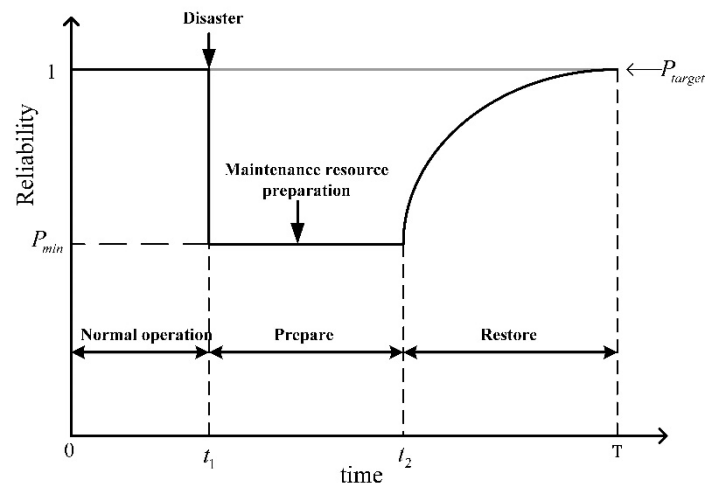 Disaster
1
P_target
Reliability
Maintenance resource
preparation
P_min
Normal operation
Prepare
Restore
0
t_1
t_2
T
time